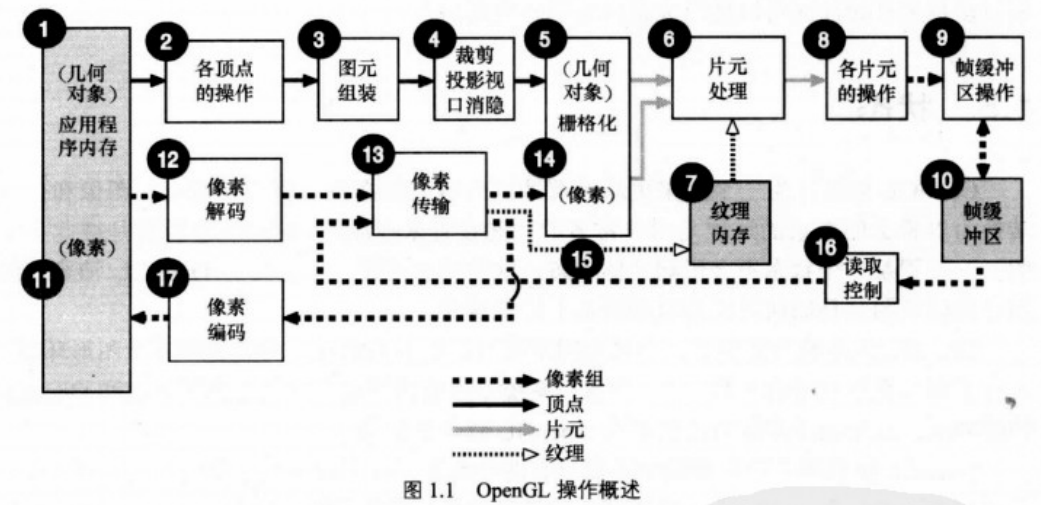 1
(几何
对象)
应用程
序内存
(像素)
11
2
各顶点
的操作
3
图元
组装
4
裁剪
投影视
口消隐
5
(几何
对象)
栅格化
14
(像素)
6
片元
处理
8
各片元
的操作
9
帧缓冲
区操作
12
像素
解码
13
像素
传输
7
纹理
内存
10
帧缓
冲区
15
16
读取
控制
17
像素
编码
像素组
顶点
片元
纹理
图 1.1 OpenGL 操作概述